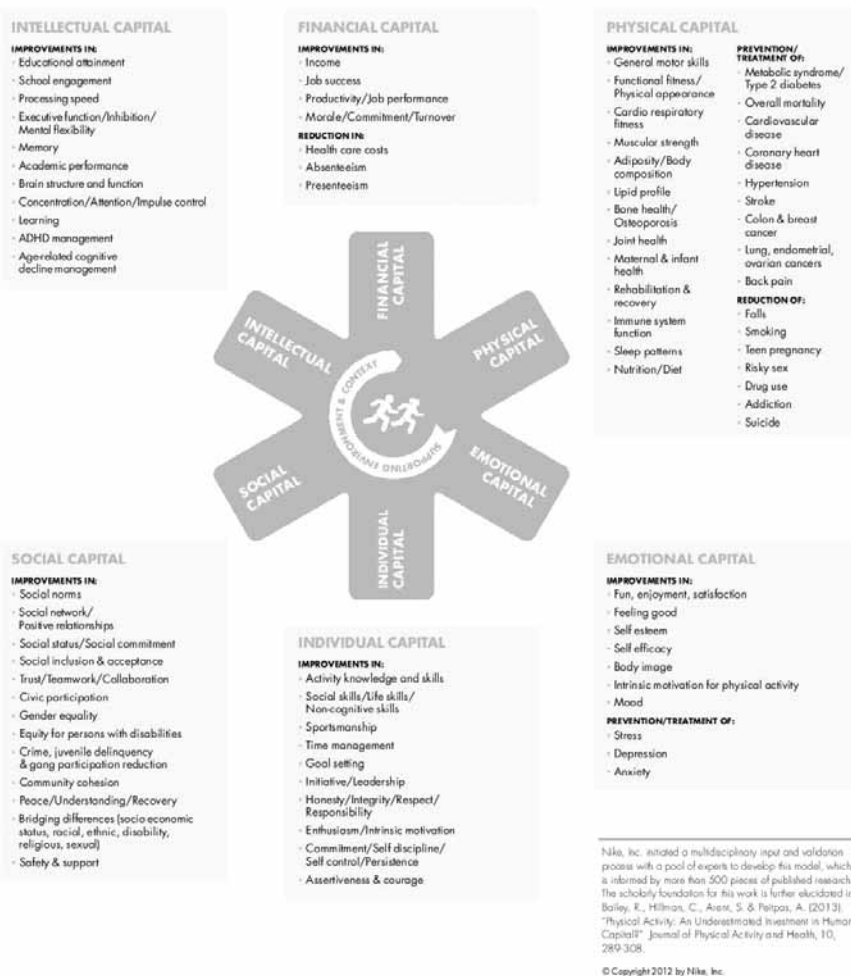 INTELLECTUAL CAPITAL
IMPROVEMENTS IN:
◦ Educational attainment
◦ School engagement
◦ Processing speed
◦ Executive function/Inhibition/
Mental flexibility
◦ Memory
◦ Academic performance
◦ Brain structure and function
◦ Concentration/Attention/Impulse control
◦ Learning
◦ ADHD management
◦ Age-related cognitive
decline management
FINANCIAL CAPITAL
IMPROVEMENTS IN:
◦ Income
◦ Job success
◦ Productivity/Job performance
◦ Morale/Commitment/Turnover
REDUCTION IN:
◦ Health care costs
◦ Absenteeism
◦ Presenteeism
PHYSICAL CAPITAL
IMPROVEMENTS IN:
◦ General motor skills
◦ Functional fitness/
Physical appearance
◦ Cardio respiratory
fitness
◦ Muscular strength
◦ Adiposity/Body
composition
◦ Lipid profile
◦ Bone health/
Osteoporosis
◦ Joint health
◦ Maternal & infant
health
◦ Rehabilitation &
recovery
◦ Immune system
function
◦ Sleep patterns
◦ Nutrition/Diet
PREVENTION/
TREATMENT OF:
◦ Metabolic syndrome/
Type 2 diabetes
◦ Overall mortality
◦ Cardiovascular
disease
◦ Coronary heart
disease
◦ Hypertension
◦ Stroke
◦ Colon & breast
cancer
◦ Lung, endometrial,
ovarian cancers
◦ Back pain
REDUCTION OF:
◦ Falls
◦ Smoking
◦ Teen pregnancy
◦ Risky sex
◦ Drug use
◦ Addiction
◦ Suicide
FINANCIAL
CAPITAL
INTELLECTUAL
CAPITAL
PHYSICAL
CAPITAL
SUPPORTING ENVIRONMENT & CONTEXT
SOCIAL
CAPITAL
EMOTIONAL
CAPITAL
INDIVIDUAL
CAPITAL
SOCIAL CAPITAL
IMPROVEMENTS IN:
◦ Social norms
◦ Social network/
Positive relationships
◦ Social status/Social commitment
◦ Social inclusion & acceptance
◦ Trust/Teamwork/Collaboration
◦ Civic participation
◦ Gender equality
◦ Equity for persons with disabilities
◦ Crime, juvenile delinquency
& gang participation reduction
◦ Community cohesion
◦ Peace/Understanding/Recovery
◦ Bridging differences (socio economic
status, racial, ethnic, disability,
religious, sexual)
◦ Safety & support
INDIVIDUAL CAPITAL
IMPROVEMENTS IN:
◦ Activity knowledge and skills
◦ Social skills/Life skills/
Non-cognitive skills
◦ Sportsmanship
◦ Time management
◦ Goal setting
◦ Initiative/Leadership
◦ Honesty/Integrity/Respect/
Responsibility
◦ Enthusiasm/Intrinsic motivation
◦ Commitment/Self discipline/
Self control/Persistence
◦ Assertiveness & courage
EMOTIONAL CAPITAL
IMPROVEMENTS IN:
◦ Fun, enjoyment, satisfaction
◦ Feeling good
◦ Self esteem
◦ Self efficacy
◦ Body image
◦ Intrinsic motivation for physical activity
◦ Mood
PREVENTION/TREATMENT OF:
◦ Stress
◦ Depression
◦ Anxiety
Nike, Inc. initiated a multidisciplinary input and validation
process with a pool of experts to develop this model, which
is informed by more than 500 pieces of published research.
The scholarly foundation for this work is further elucidated in
Bailey, R., Hillman, C., Arent, S. & Petitpas, A. (2013).
"Physical Activity: An Underestimated Investment in Human
Capital?" Journal of Physical Activity and Health, 10,
289-308.
© Copyright 2012 by Nike, Inc.